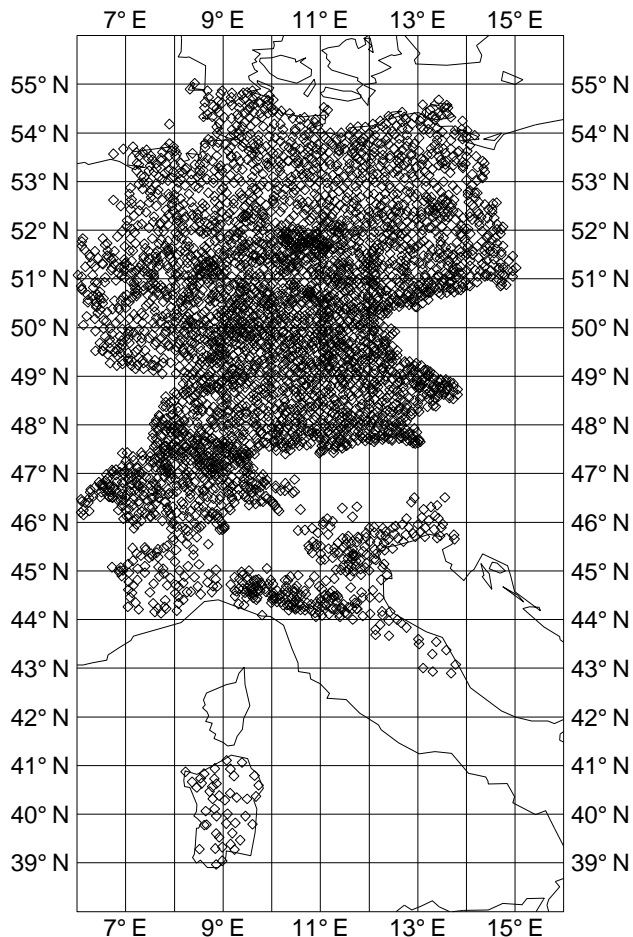 7° E 9° E 11° E 13° E 15° E
55° N 55° N
54° N 54° N
53° N 53° N
52° N 52° N
51° N 51° N
50° N 50° N
49° N 49° N
48° N 48° N
47° N 47° N
46° N 46° N
45° N 45° N
44° N 44° N
43° N 43° N
42° N 42° N
41° N 41° N
40° N 40° N
39° N 39° N
7° E 9° E 11° E 13° E 15° E